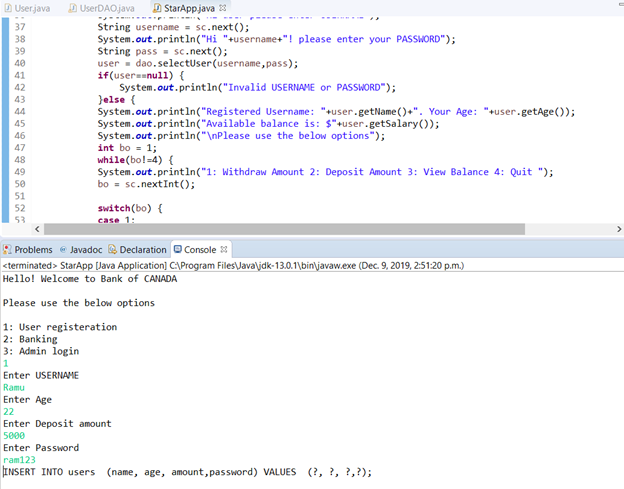 User.java UserDAO.java StarApp.java
37 String username = sc.next();
38 System.out.println("Hi "+username+"! please enter your PASSWORD");
39 String pass = sc.next();
40 user = dao.selectUser(username,pass);
41 if(user==null) {
42 System.out.println("Invalid USERNAME or PASSWORD");
43 }else {
44 System.out.println("Registered Username: "+user.getName()+". Your Age: "+user.getAge());
45 System.out.println("Available balance is: $"+user.getSalary());
46 System.out.println("\nPlease use the below options");
47 int bo = 1;
48 while(bo!=4) {
49 System.out.println("1: Withdraw Amount 2: Deposit Amount 3: View Balance 4: Quit ");
50 bo = sc.nextInt();
51
52 switch(bo) {
53 case 1:
Problems Javadoc Declaration Console
<terminated> StarApp [Java Application] C:\Program Files\Java\jdk-13.0.1\bin\javaw.exe (Dec. 9, 2019, 2:51:20 p.m.)
Hello! Welcome to Bank of CANADA
Please use the below options
1: User registeration
2: Banking
3: Admin login
1
Enter USERNAME
Ramu
Enter Age
22
Enter Deposit amount
5000
Enter Password
ram123
INSERT INTO users (name, age, amount,password) VALUES (?, ?, ?,?);